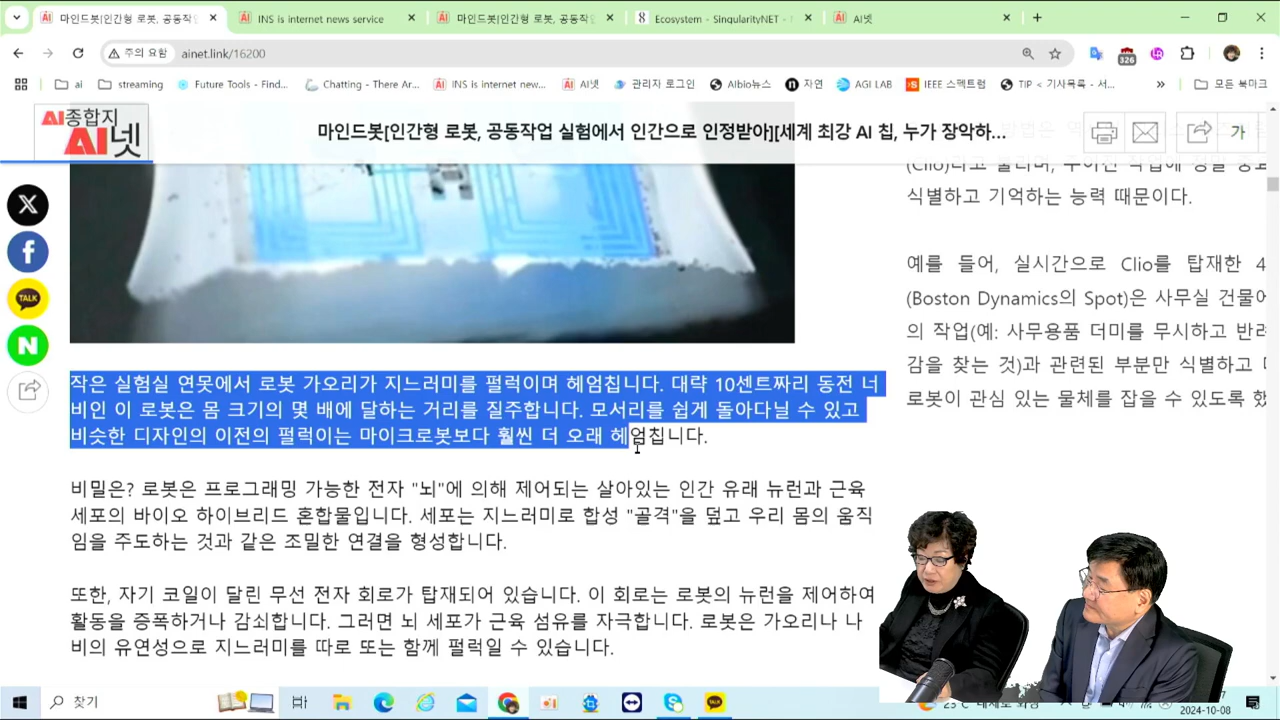 마인드봇[인간형 로봇, 공동작업
INS is internet news service
마인드봇[인간형 로봇, 공동작업
Ecosystem - SingularityNET -
AI넷
주의 요함
ainet.link/16200
326
ai
streaming
Future Tools - Find...
Chatting - There Ar...
INS is internet new...
AI넷
관리자 로그인
Albio뉴스
자연
AGI LAB
IEEE 스펙트럼
TIP < 기사목록 - 서...
모든 북마크
AI종합지
AI넷
마인드봇[인간형 로봇, 공동작업 실험에서 인간으로 인정받아][세계 최강 AI 칩, 누가 장악하...
가
식별하고 기억하는 능력 때문이다.
예를 들어, 실시간으로 Clio를 탑재한 4
(Boston Dynamics의 Spot)은 사무실 건물에
의 작업(예: 사무용품 더미를 무시하고 반려
감을 찾는 것)과 관련된 부분만 식별하고
로봇이 관심 있는 물체를 잡을 수 있도록 했
TALK
N
작은 실험실 연못에서 로봇 가오리가 지느러미를 펄럭이며 헤엄칩니다. 대략 10센트짜리 동전 너
비인 이 로봇은 몸 크기의 몇 배에 달하는 거리를 질주합니다. 모서리를 쉽게 돌아다닐 수 있고
비슷한 디자인의 이전의 펄럭이는 마이크로봇보다 훨씬 더 오래 헤엄칩니다.
비밀은? 로봇은 프로그래밍 가능한 전자 "뇌"에 의해 제어되는 살아있는 인간 유래 뉴런과 근육
세포의 바이오 하이브리드 혼합물입니다. 세포는 지느러미로 합성 "골격"을 덮고 우리 몸의 움직
임을 주도하는 것과 같은 조밀한 연결을 형성합니다.
또한, 자기 코일이 달린 무선 전자 회로가 탑재되어 있습니다. 이 회로는 로봇의 뉴런을 제어하여
활동을 증폭하거나 감쇠합니다. 그러면 뇌 세포가 근육 섬유를 자극합니다. 로봇은 가오리나 나
비의 유연성으로 지느러미를 따로 또는 함께 펄럭일 수 있습니다.
찾기
23°C 대체로 화창
2024-10-08